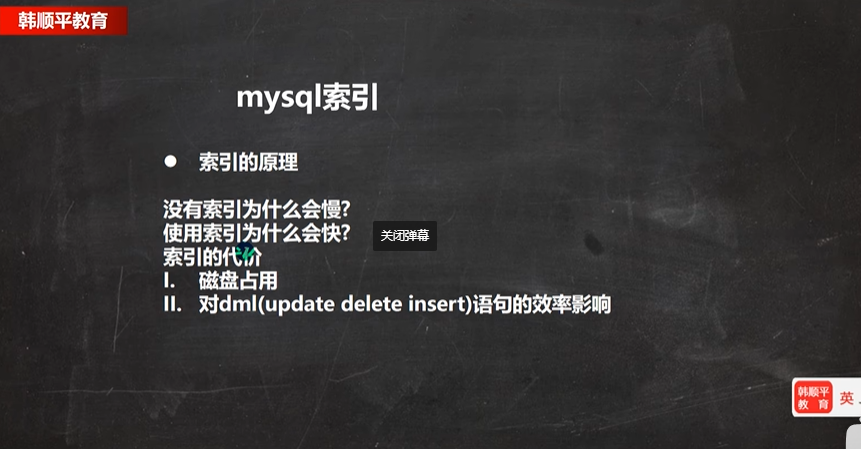 韩顺平教育
mysql索引
● 索引的原理
没有索引为什么会慢?
使用索引为什么会快?
关闭弹幕
索引的代价
I. 磁盘占用
II. 对dml(update delete insert)语句的效率影响
韩顺平
教 育
英